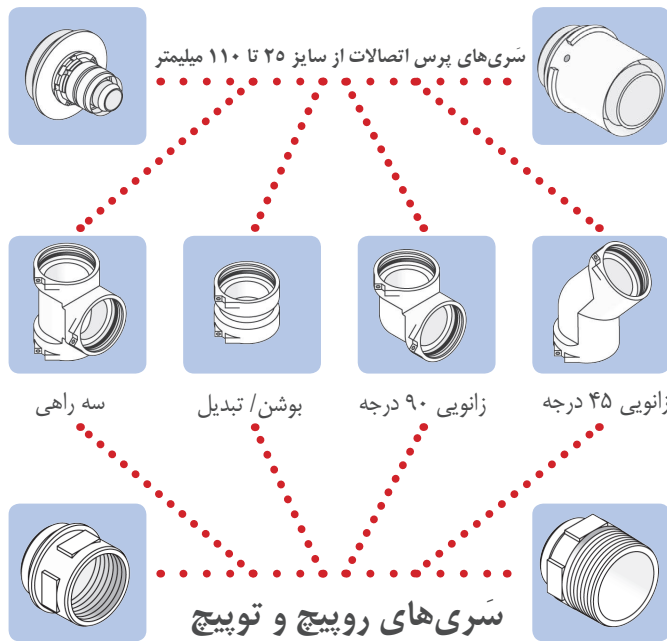 سَری‌های پرس اتصالات از سایز ۲۵ تا ۱۱۰ میلیمتر
زانویی ۴۵ درجه
زانویی ۹۰ درجه
بوشن/ تبدیل
سه راهی
سَری‌های روپیچ و توپیچ